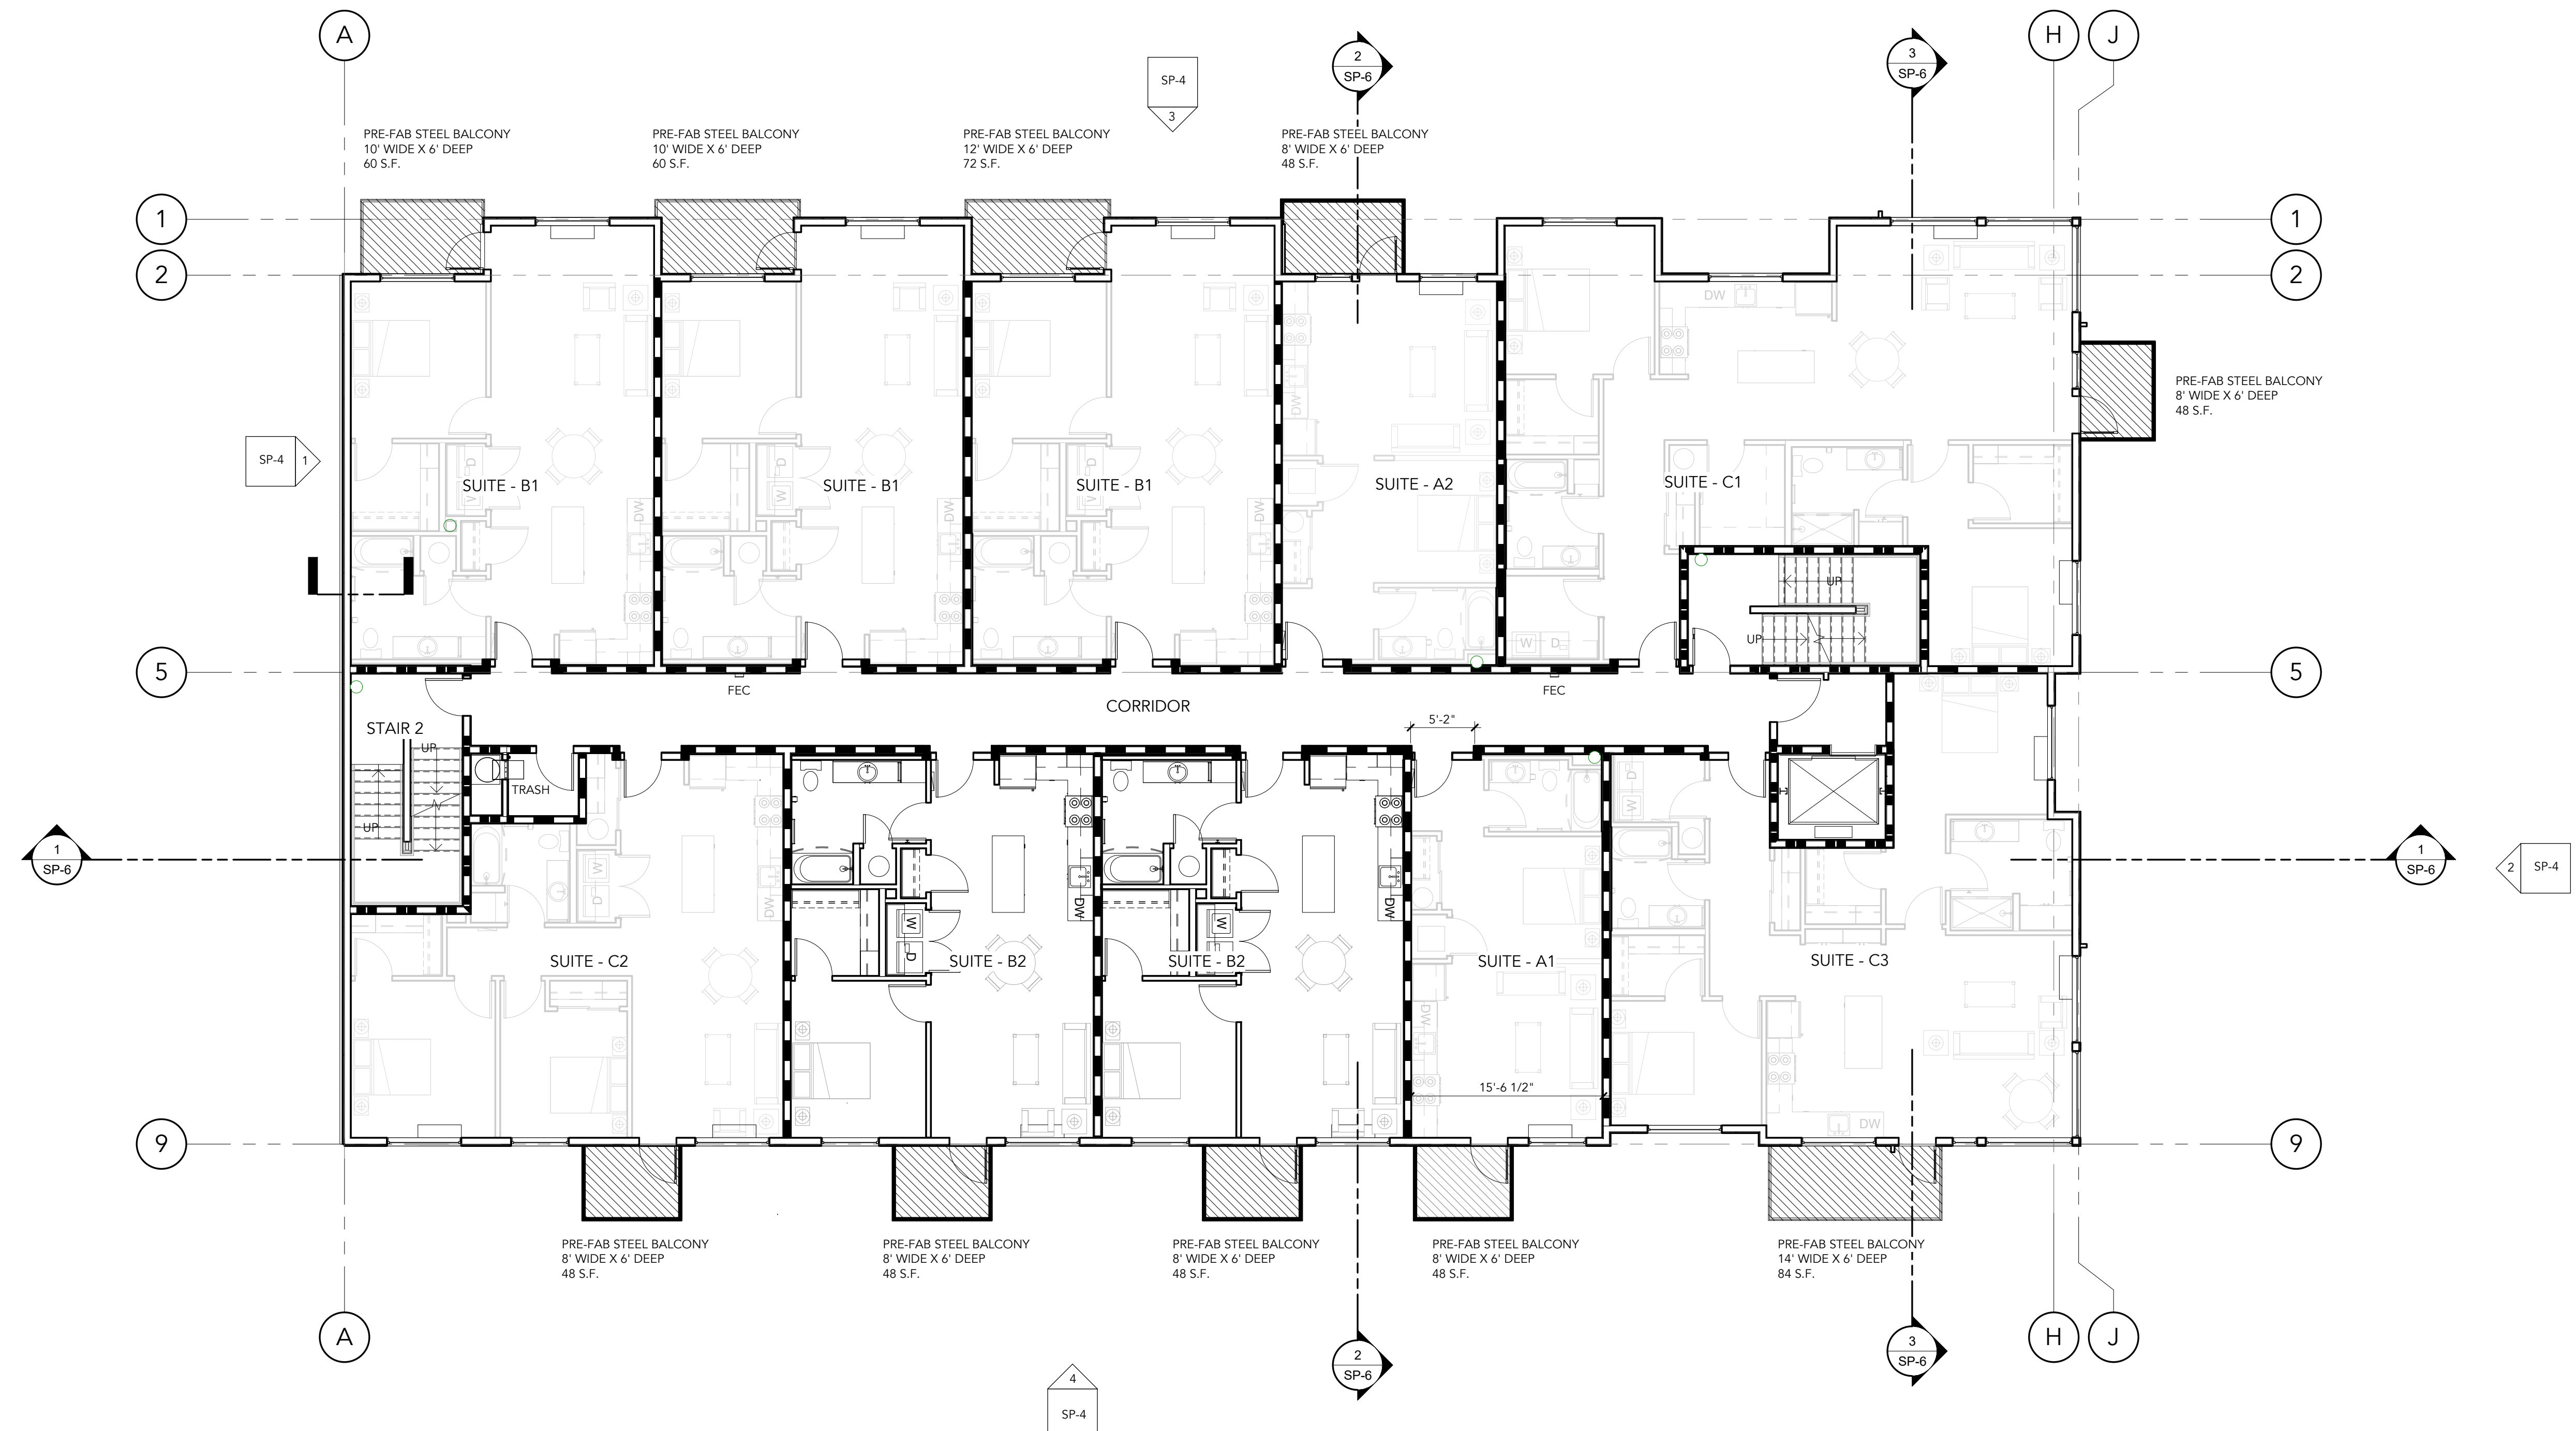 A
H
J
2
SP-6
3
SP-6
SP-4
3
PRE-FAB STEEL BALCONY
10' WIDE X 6' DEEP
60 S.F.
PRE-FAB STEEL BALCONY
10' WIDE X 6' DEEP
60 S.F.
PRE-FAB STEEL BALCONY
12' WIDE X 6' DEEP
72 S.F.
PRE-FAB STEEL BALCONY
8' WIDE X 6' DEEP
48 S.F.
1
1
2
2
DW
PRE-FAB STEEL BALCONY
8' WIDE X 6' DEEP
48 S.F.
DW
SP-4
1
D
W
D
W
D
W
SUITE - B1
SUITE - B1
SUITE - B1
SUITE - A2
SUITE - C1
DW
DW
DW
UP
UP
W
D
5
5
FEC
FEC
CORRIDOR
5'-2"
STAIR 2
UP
UP
TRASH
D
W
W
D
1
SP-6
1
SP-6
2
SP-4
DW
DW
DW
W
D
W
D
SUITE - C2
SUITE - B2
SUITE - B2
SUITE - A1
SUITE - C3
DW
15'-6 1/2"
DW
9
9
PRE-FAB STEEL BALCONY
8' WIDE X 6' DEEP
48 S.F.
PRE-FAB STEEL BALCONY
8' WIDE X 6' DEEP
48 S.F.
PRE-FAB STEEL BALCONY
8' WIDE X 6' DEEP
48 S.F.
PRE-FAB STEEL BALCONY
8' WIDE X 6' DEEP
48 S.F.
PRE-FAB STEEL BALCONY
14' WIDE X 6' DEEP
84 S.F.
A
H
J
2
SP-6
3
SP-6
4
SP-4